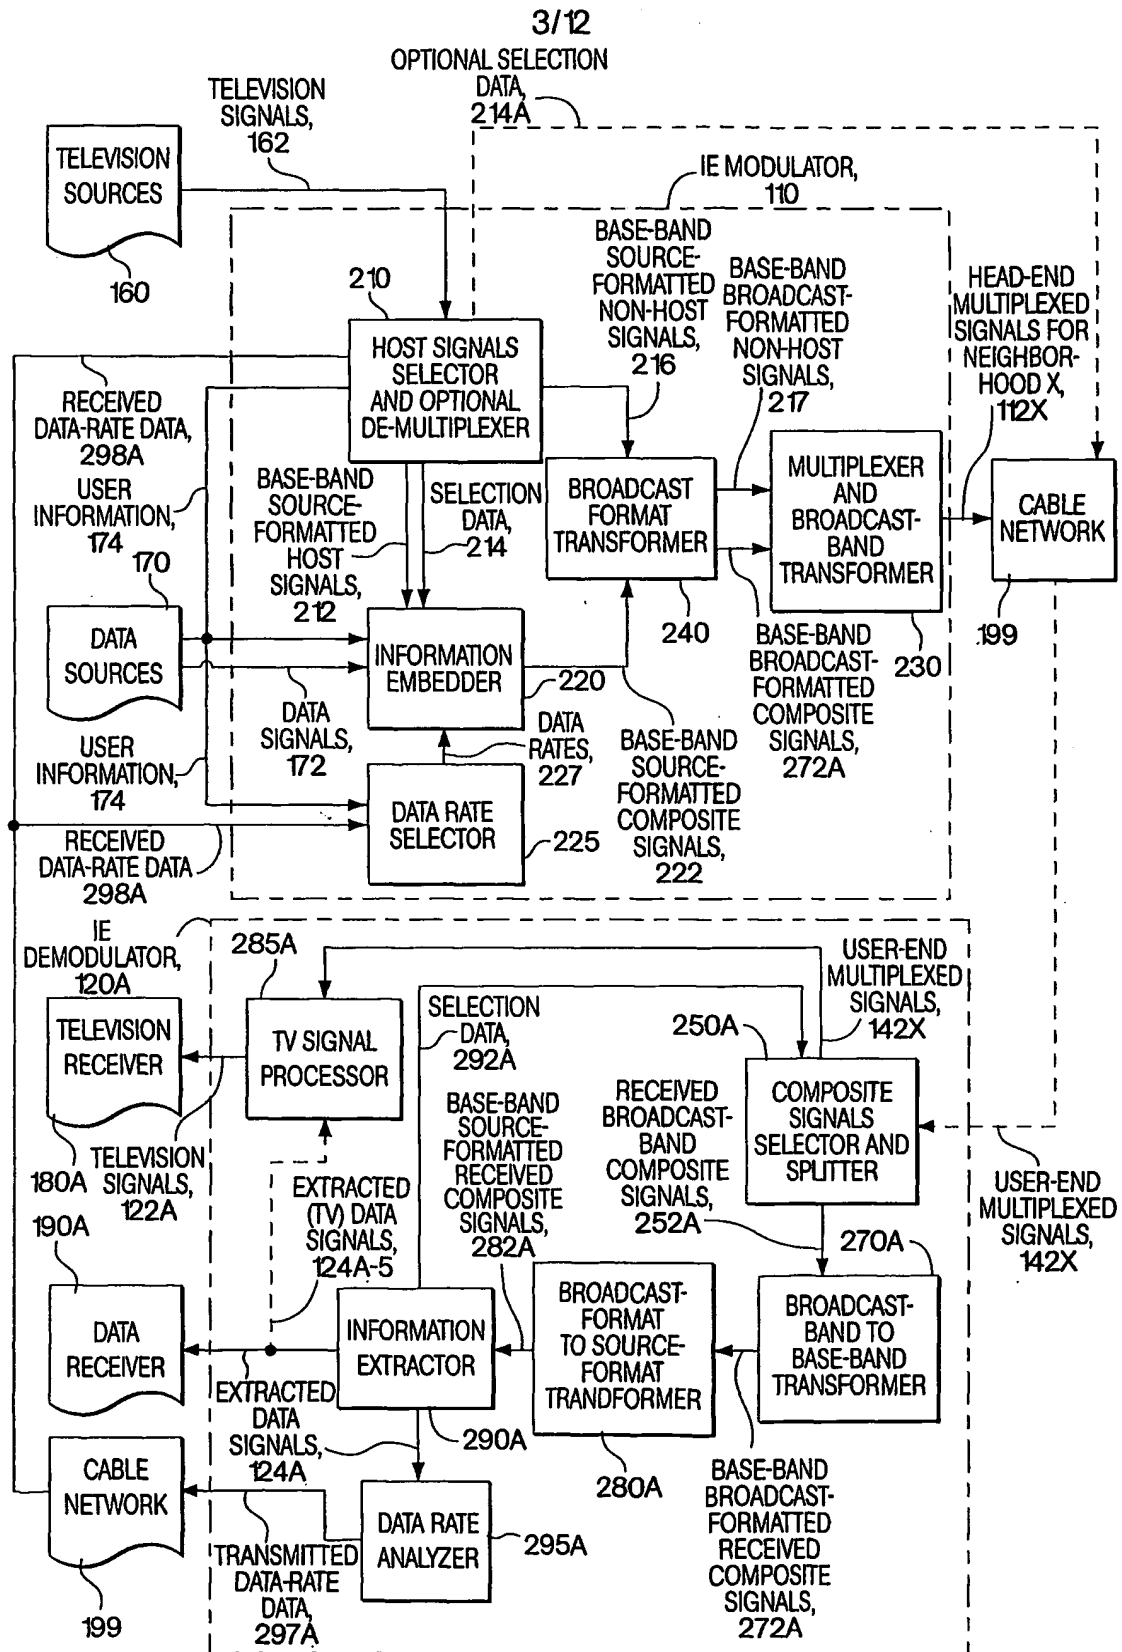 3/12
OPTIONAL SELECTION
DATA,
214A
TELEVISION
SIGNALS,
162
TELEVISION
SOURCES
160
IE MODULATOR,
110
210
HOST SIGNALS
SELECTOR
AND OPTIONAL
DE-MULTIPLEXER
BASE-BAND
SOURCE-
FORMATTED
NON-HOST
SIGNALS,
216
BASE-BAND
BROADCAST-
FORMATTED
NON-HOST
SIGNALS,
217
HEAD-END
MULTIPLEXED
SIGNALS FOR
NEIGHBOR-
HOOD X,
112X
RECEIVED
DATA-RATE DATA,
298A
USER
INFORMATION,
174
BASE-BAND
SOURCE-
FORMATTED
HOST
SIGNALS,
212
SELECTION
DATA,
214
BROADCAST
FORMAT
TRANSFORMER
240
MULTIPLEXER
AND
BROADCAST-
BAND
TRANSFORMER
230
CABLE
NETWORK
199
170
DATA
SOURCES
INFORMATION
EMBEDDER
220
DATA
SIGNALS,
172
DATA
RATES,
227
BASE-BAND
SOURCE-
FORMATTED
COMPOSITE
SIGNALS,
222
BASE-BAND
BROADCAST-
FORMATTED
COMPOSITE
SIGNALS,
272A
USER
INFORMATION,
174
DATA RATE
SELECTOR
225
RECEIVED
DATA-RATE DATA
298A
IE
DEMODULATOR,
120A
285A
TELEVISION
RECEIVER
180A
TV SIGNAL
PROCESSOR
SELECTION
DATA,
292A
USER-END
MULTIPLEXED
SIGNALS,
142X
250A
COMPOSITE
SIGNALS
SELECTOR AND
SPLITTER
TELEVISION
SIGNALS,
122A
EXTRACTED
(TV) DATA
SIGNALS,
124A-5
BASE-BAND
SOURCE-
FORMATTED
RECEIVED
COMPOSITE
SIGNALS,
282A
RECEIVED
BROADCAST-
BAND
COMPOSITE
SIGNALS,
252A
USER-END
MULTIPLEXED
SIGNALS,
142X
190A
DATA
RECEIVER
INFORMATION
EXTRACTOR
290A
BROADCAST-
FORMAT
TO SOURCE-
FORMAT
TRANDFORMER
280A
270A
BROADCAST-
BAND TO
BASE-BAND
TRANSFORMER
EXTRACTED
DATA
SIGNALS,
124A
BASE-BAND
BROADCAST-
FORMATTED
RECEIVED
COMPOSITE
SIGNALS,
272A
CABLE
NETWORK
199
DATA RATE
ANALYZER
295A
TRANSMITTED
DATA-RATE
DATA,
297A